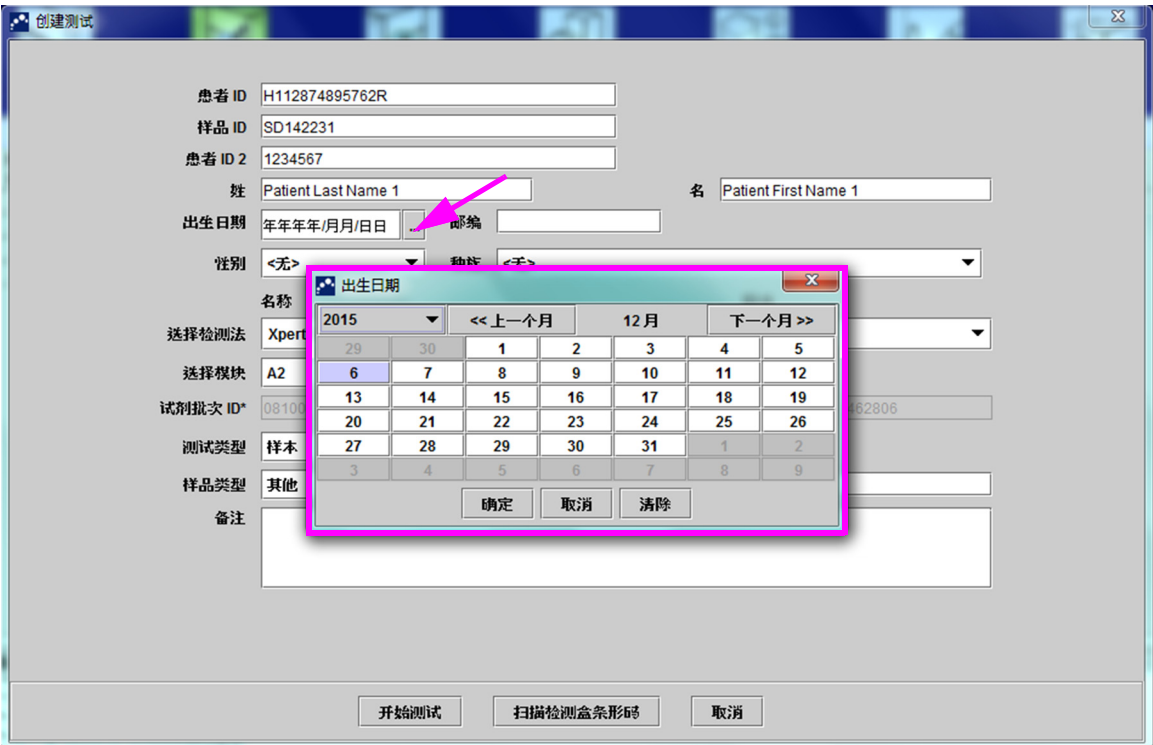 创建测试
患者 ID H112874895762R
样品 ID SD142231
患者 ID 2 1234567
姓 Patient Last Name 1 名 Patient First Name 1
出生日期 年年年年/月月/日日 ... 邮编
性别 <无> 种族 <无>
名称
选择检测法 Xpert
选择模块 A2
试剂批次 ID* 08100 462806
测试类型 样本
样品类型 其他
备注
出生日期
2015 << 上一个月 12 月 下一个月 >>
29 30 1 2 3 4 5
6 7 8 9 10 11 12
13 14 15 16 17 18 19
20 21 22 23 24 25 26
27 28 29 30 31 1 2
3 4 5 6 7 8 9
确定 取消 清除
开始测试 扫描检测盒条形码 取消